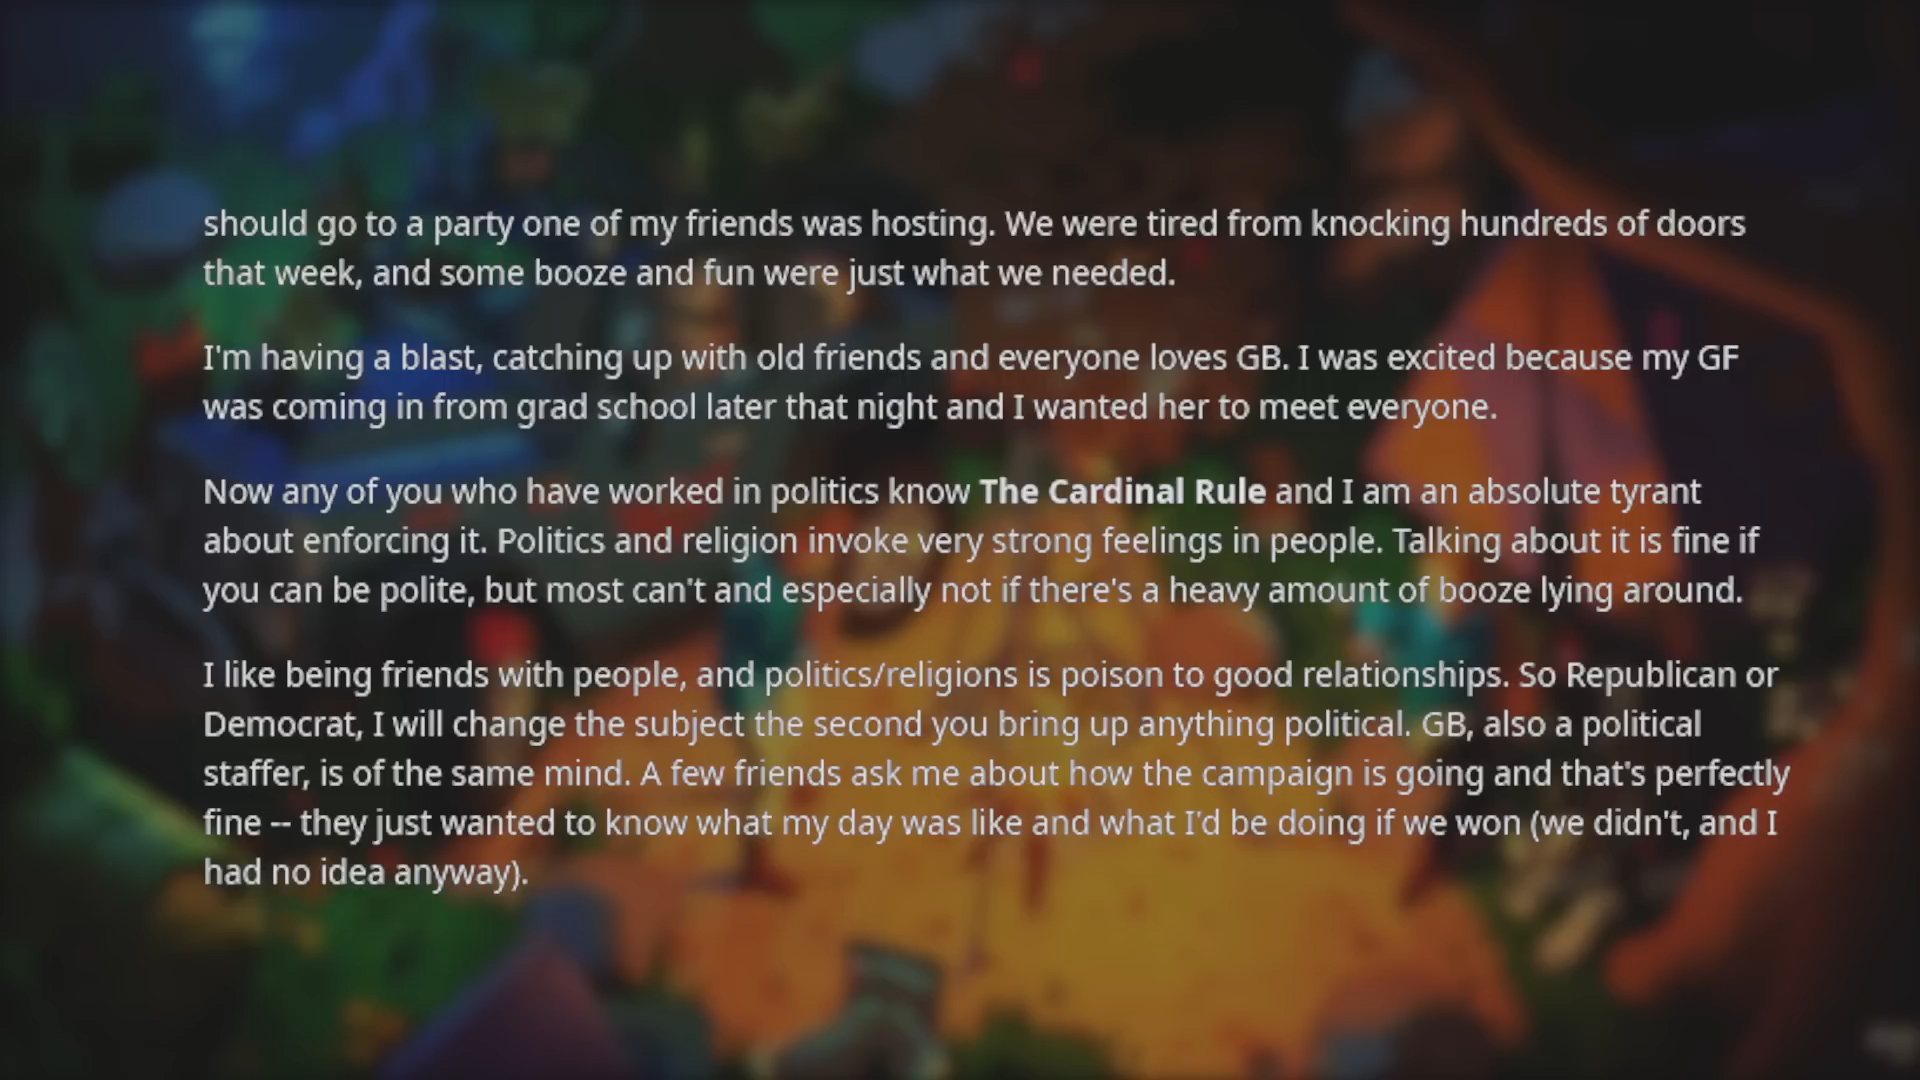 should go to a party one of my friends was hosting. We were tired from knocking hundreds of doors
that week, and some booze and fun were just what we needed.
I'm having a blast, catching up with old friends and everyone loves GB. I was excited because my GF
was coming in from grad school later that night and I wanted her to meet everyone.
Now any of you who have worked in politics know The Cardinal Rule and I am an absolute tyrant
about enforcing it. Politics and religion invoke very strong feelings in people. Talking about it is fine if
you can be polite, but most can't and especially not if there's a heavy amount of booze lying around.
I like being friends with people, and politics/religions is poison to good relationships. So Republican or
Democrat, I will change the subject the second you bring up anything political. GB, also a political
staffer, is of the same mind. A few friends ask me about how the campaign is going and that's perfectly
fine -- they just wanted to know what my day was like and what I'd be doing if we won (we didn't, and I
had no idea anyway).